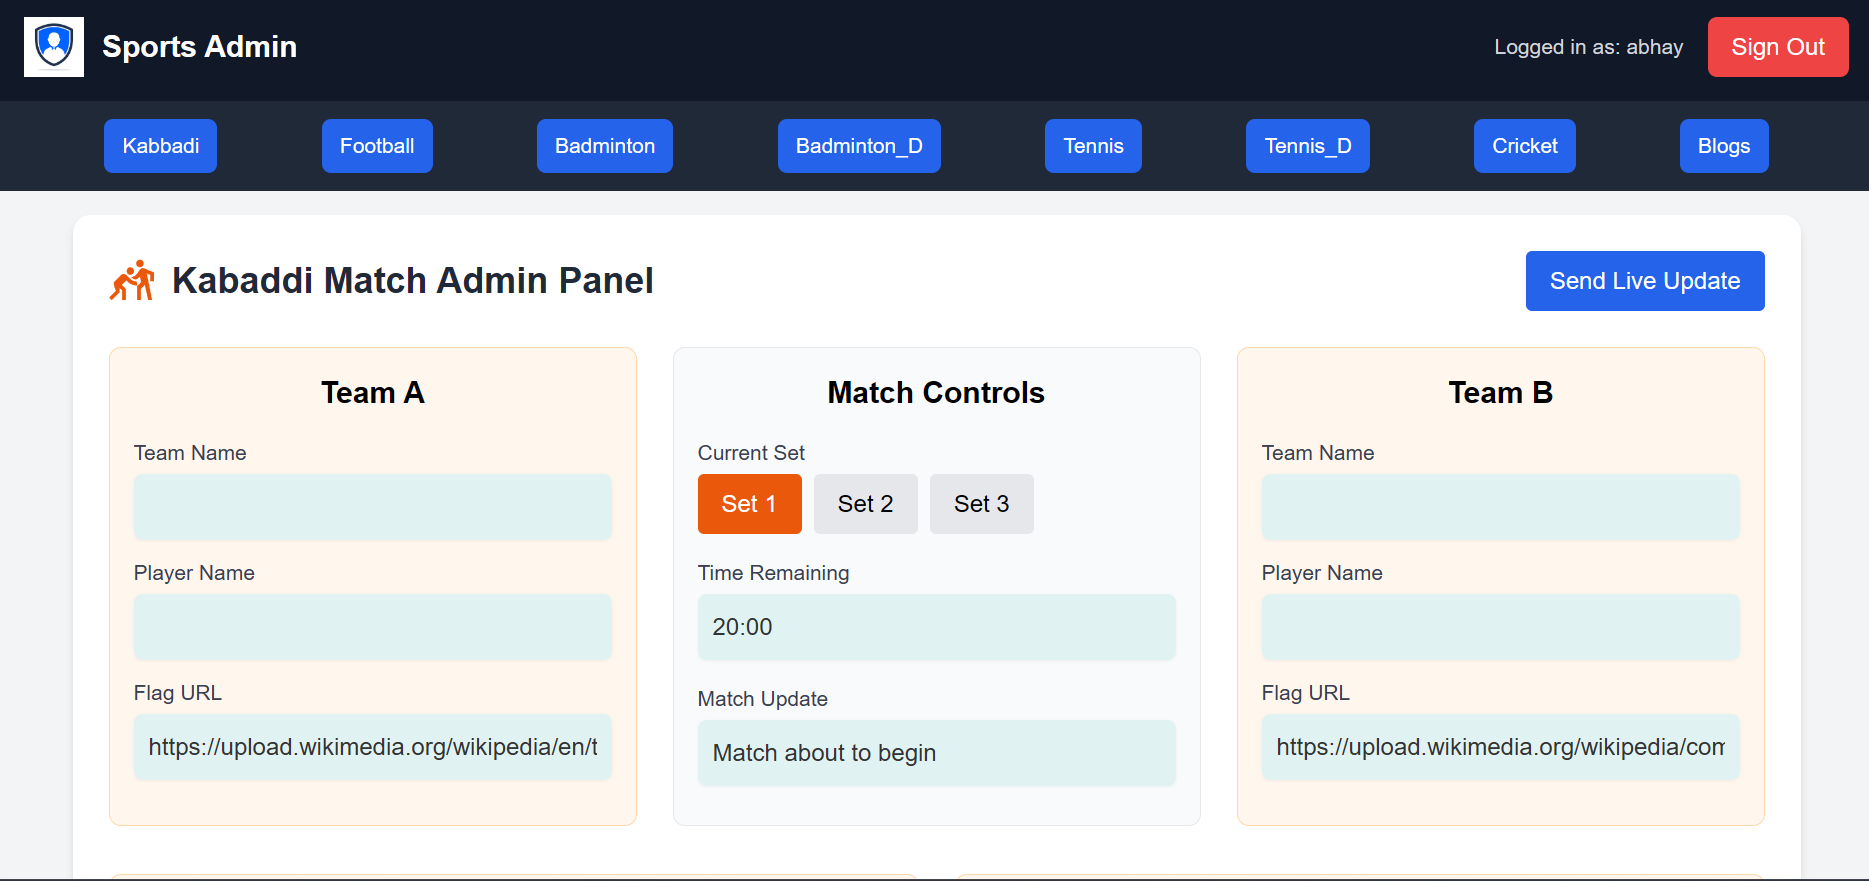 Sports Admin
Logged in as: abhay
Sign Out
Kabbadi
Football
Badminton
Badminton_D
Tennis
Tennis_D
Cricket
Blogs
Kabaddi Match Admin Panel
Send Live Update
Team A
Team Name
Player Name
Flag URL
https://upload.wikimedia.org/wikipedia/en/t
Match Controls
Current Set
Set 1
Set 2
Set 3
Time Remaining
20:00
Match Update
Match about to begin
Team B
Team Name
Player Name
Flag URL
https://upload.wikimedia.org/wikipedia/com